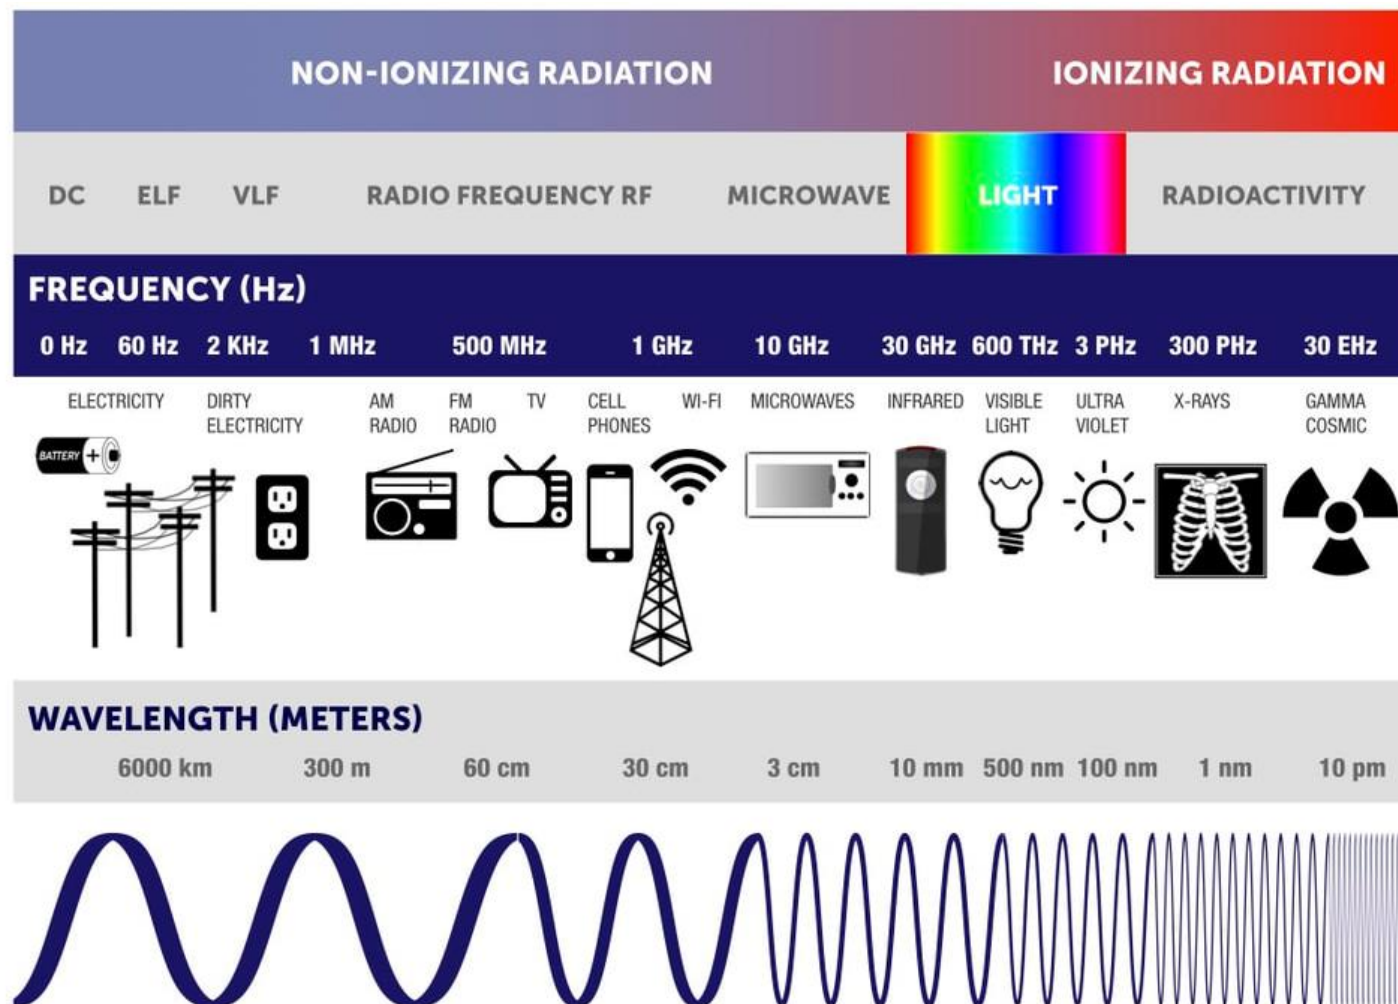 NON-IONIZING RADIATION IONIZING RADIATION
DC ELF VLF RADIO FREQUENCY RF MICROWAVE LIGHT RADIOACTIVITY
FREQUENCY (Hz)
0 Hz 60 Hz 2 KHz 1 MHz 500 MHz 1 GHz 10 GHz 30 GHz 600 THz 3 PHz 300 PHz 30 EHz
ELECTRICITY DIRTY AM FM TV CELL WI-FI MICROWAVES INFRARED VISIBLE ULTRA X-RAYS GAMMA
ELECTRICITY RADIO RADIO PHONES LIGHT VIOLET COSMIC
BATTERY +
WAVELENGTH (METERS)
6000 km 300 m 60 cm 30 cm 3 cm 10 mm 500 nm 100 nm 1 nm 10 pm